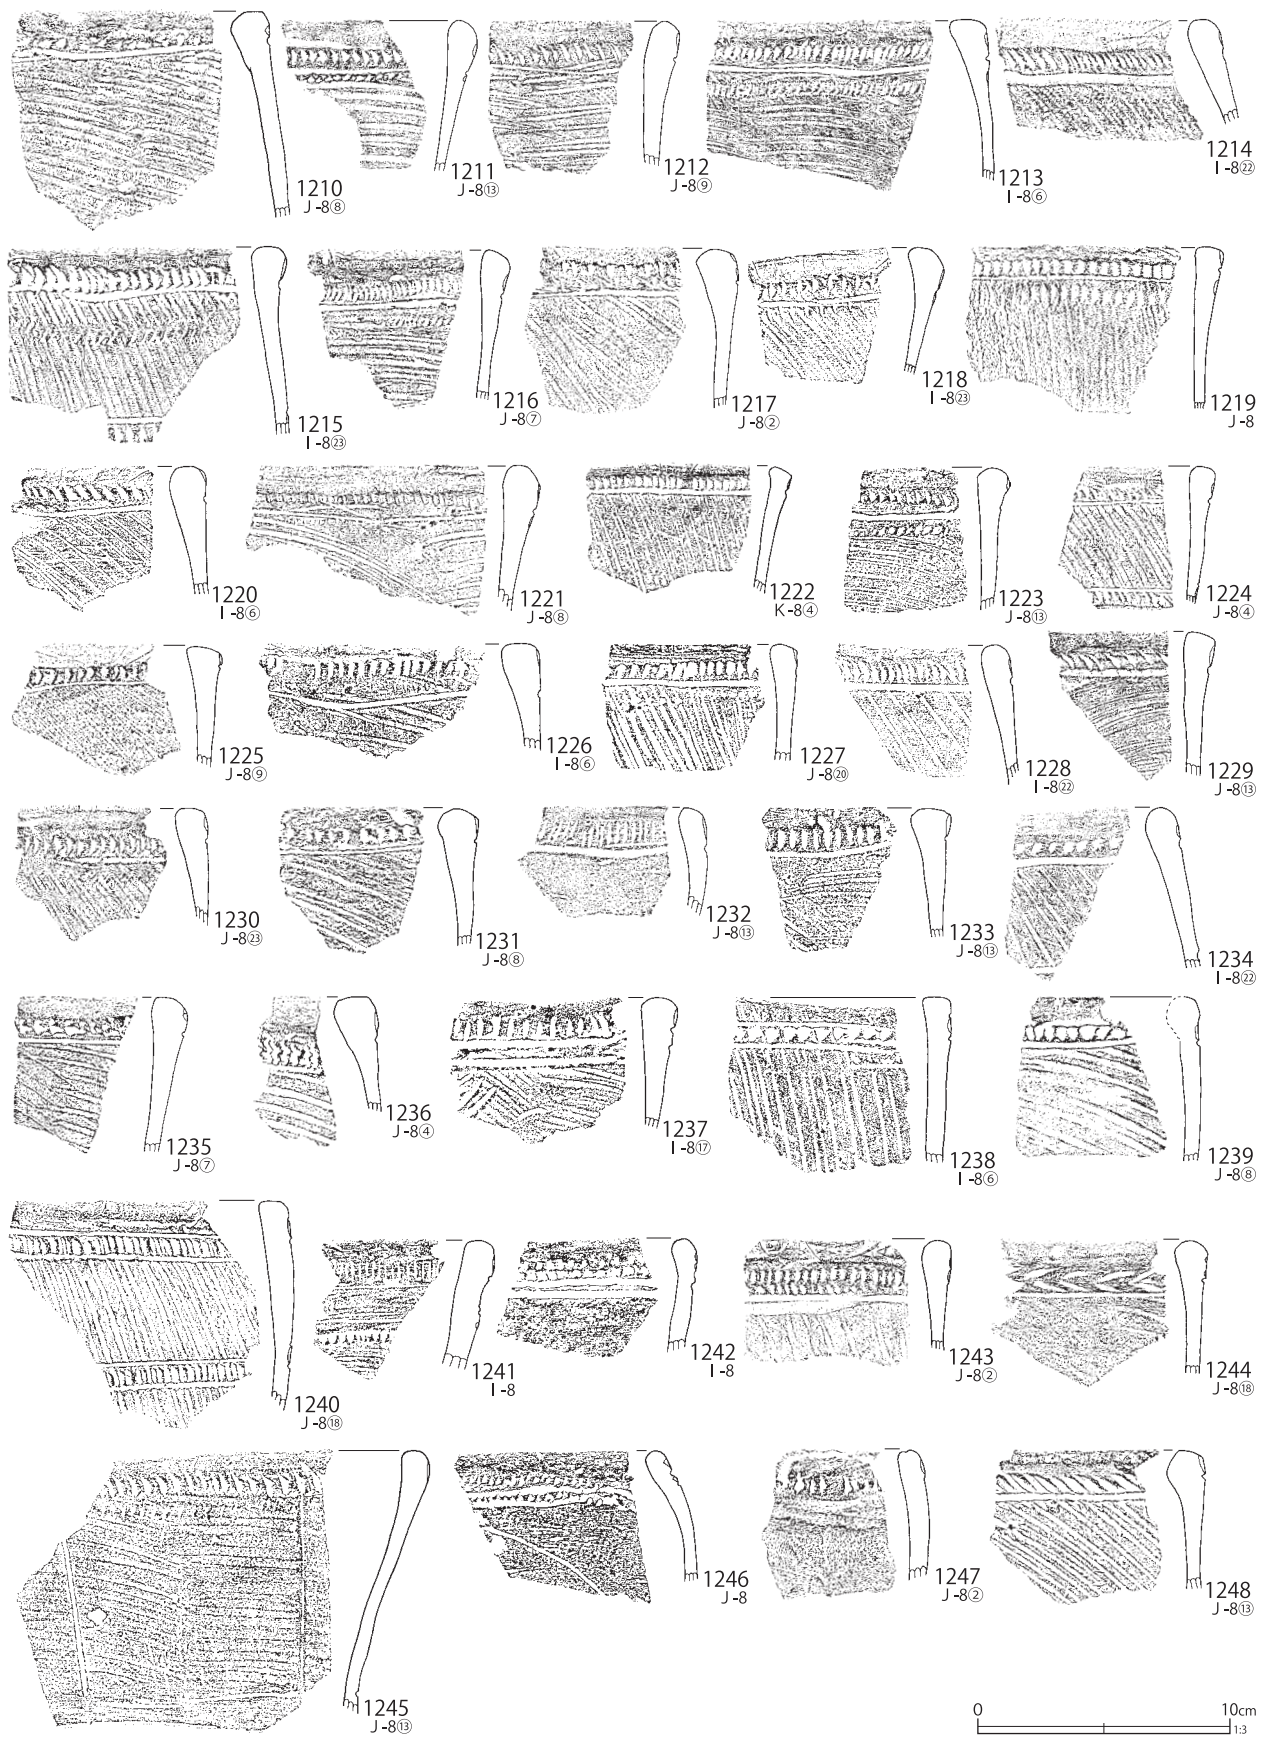 1210
J-8⑧
1211
J-8⑬
1212
J-8⑨
1213
I-8⑥
1214
I-8㉒
1215
I-8㉓
1216
J-8⑦
1217
J-8②
1218
I-8㉓
1219
J-8
1220
I-8⑥
1221
J-8⑧
1222
K-8④
1223
J-8⑬
1224
J-8④
1225
J-8⑨
1226
I-8⑥
1227
J-8⑳
1228
I-8㉒
1229
J-8⑬
1230
J-8㉓
1231
J-8⑧
1232
J-8⑬
1233
J-8⑬
1234
I-8㉒
1235
J-8⑦
1236
J-8④
1237
I-8⑰
1238
I-8⑥
1239
J-8⑧
1240
J-8⑱
1241
I-8
1242
I-8
1243
J-8②
1244
J-8⑱
1245
J-8⑬
1246
J-8
1247
J-8②
1248
J-8⑬
0 10cm
1:3